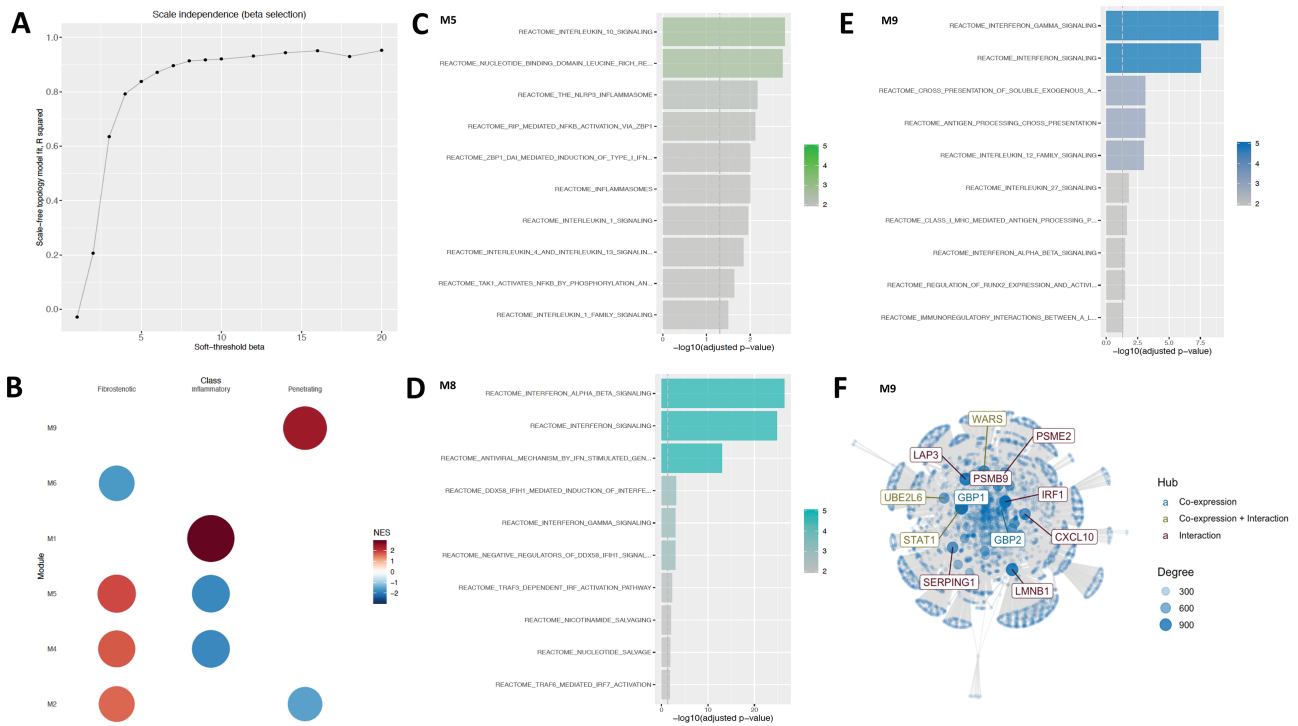 A
Scale independence (beta selection)
Scale-free topology model fit, R squared
1.0
0.8
0.6
0.4
0.2
0.0
5
10
15
20
Soft-threshold beta
B
Class
Fibrostenotic
inflammatory
Penetrating
Module
M9
M6
M1
M5
M4
M2
NES
2
1
0
-1
-2
C
M5
REACTOME_INTERLEUKIN_10_SIGNALING
REACTOME_NUCLEOTIDE_BINDING_DOMAIN_LEUCINE_RICH_RE...
REACTOME_THE_NLRP3_INFLAMMASOME
REACTOME_RIP_MEDIATED_NFKB_ACTIVATION_VIA_ZBP1
REACTOME_ZBP1_DAI_MEDIATED_INDUCTION_OF_TYPE_I_IFN...
REACTOME_INFLAMMASOMES
REACTOME_INTERLEUKIN_1_SIGNALING
REACTOME_INTERLEUKIN_4_AND_INTERLEUKIN_13_SIGNALIN...
REACTOME_TAK1_ACTIVATES_NFKB_BY_PHOSPHORYLATION_AN...
REACTOME_INTERLEUKIN_1_FAMILY_SIGNALING
0
1
2
-log10(adjusted p-value)
5
4
3
2
D
M8
REACTOME_INTERFERON_ALPHA_BETA_SIGNALING
REACTOME_INTERFERON_SIGNALING
REACTOME_ANTIVIRAL_MECHANISM_BY_IFN_STIMULATED_GEN...
REACTOME_DDX58_IFIH1_MEDIATED_INDUCTION_OF_INTERFE...
REACTOME_INTERFERON_GAMMA_SIGNALING
REACTOME_NEGATIVE_REGULATORS_OF_DDX58_IFIH1_SIGNAL...
REACTOME_TRAF3_DEPENDENT_IRF_ACTIVATION_PATHWAY
REACTOME_NICOTINAMIDE_SALVAGING
REACTOME_NUCLEOTIDE_SALVAGE
REACTOME_TRAF6_MEDIATED_IRF7_ACTIVATION
0
10
20
-log10(adjusted p-value)
5
4
3
2
E
M9
REACTOME_INTERFERON_GAMMA_SIGNALING
REACTOME_INTERFERON_SIGNALING
REACTOME_CROSS_PRESENTATION_OF_SOLUBLE_EXOGENOUS_A...
REACTOME_ANTIGEN_PROCESSING_CROSS_PRESENTATION
REACTOME_INTERLEUKIN_12_FAMILY_SIGNALING
REACTOME_INTERLEUKIN_27_SIGNALING
REACTOME_CLASS_I_MHC_MEDIATED_ANTIGEN_PROCESSING_P...
REACTOME_INTERFERON_ALPHA_BETA_SIGNALING
REACTOME_REGULATION_OF_RUNX2_EXPRESSION_AND_ACTIVI...
REACTOME_IMMUNOREGULATORY_INTERACTIONS_BETWEEN_A_L...
0.0
2.5
5.0
7.5
-log10(adjusted p-value)
5
4
3
2
F
M9
WARS
PSME2
LAP3
PSMB9
UBE2L6
GBP1
IRF1
STAT1
GBP2
CXCL10
SERPING1
LMNB1
Hub
a Co-expression
a Co-expression + Interaction
a Interaction
Degree
300
600
900